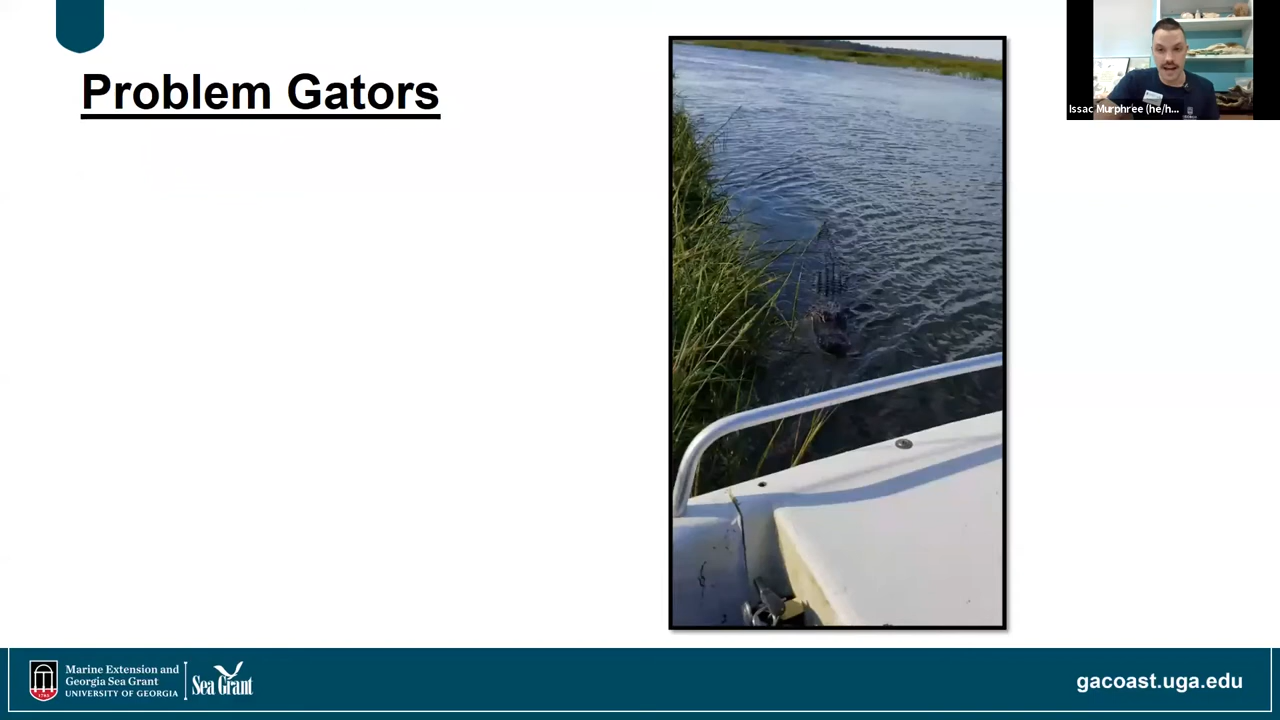 Problem Gators
Issac Murphree (he/h...
Marine Extension and
Georgia Sea Grant
UNIVERSITY OF GEORGIA
Sea Grant
gacoast.uga.edu
1785